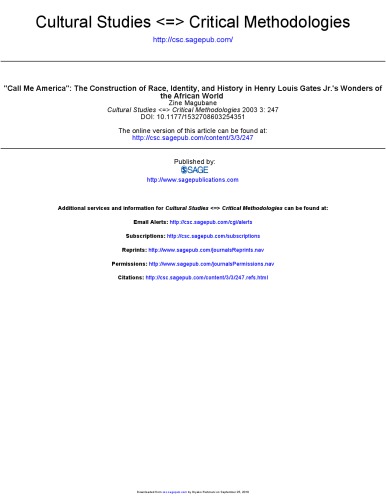 Cultural Studies <=> Critical Methodologies
http://csc.sagepub.com/
"Call Me America": The Construction of Race, Identity, and History in Henry Louis Gates Jr.'s Wonders of
the African World
Zine Magubane
Cultural Studies <=> Critical Methodologies 2003 3: 247
DOI: 10.1177/1532708603254351
The online version of this article can be found at:
http://csc.sagepub.com/content/3/3/247
Published by:
SAGE
http://www.sagepublications.com
Additional services and information for Cultural Studies <=> Critical Methodologies can be found at:
Email Alerts: http://csc.sagepub.com/cgi/alerts
Subscriptions: http://csc.sagepub.com/subscriptions
Reprints: http://www.sagepub.com/journalsReprints.nav
Permissions: http://www.sagepub.com/journalsPermissions.nav
Citations: http://csc.sagepub.com/content/3/3/247.refs.html
Downloaded from csc.sagepub.com by on September